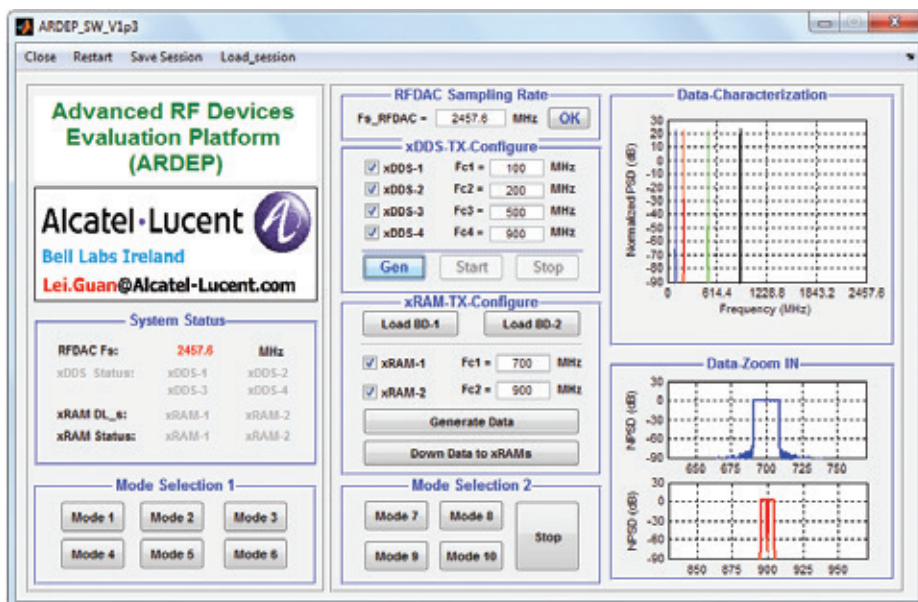 ARDEP_SW_V1p3
Close Restart Save Session Load_session
Advanced RF Devices
Evaluation Platform
(ARDEP)
Alcatel·Lucent
Bell Labs Ireland
Lei.Guan@Alcatel-Lucent.com
System Status
RFDAC Fs: 2457.6 MHz
xDDS Status: xDDS-1 xDDS-2
xDDS-3 xDDS-4
xRAM DL_s: xRAM-1 xRAM-2
xRAM Status: xRAM-1 xRAM-2
Mode Selection 1
Mode 1 Mode 2 Mode 3
Mode 4 Mode 5 Mode 6
RFDAC Sampling Rate
Fs_RFDAC = 2457.6 MHz OK
xDDS-TX-Configure
xDDS-1 Fc1 = 100 MHz
xDDS-2 Fc2 = 200 MHz
xDDS-3 Fc3 = 500 MHz
xDDS-4 Fc4 = 900 MHz
Gen Start Stop
xRAM-TX-Configure
Load BD-1 Load BD-2
xRAM-1 Fc1 = 700 MHz
xRAM-2 Fc2 = 900 MHz
Generate Data
Down Data to xRAMs
Mode Selection 2
Mode 7 Mode 8
Mode 9 Mode 10
Stop
Data-Characterization
Normalized PSD (dB)
30
20
10
0
-10
-20
-30
-40
-50
-60
-70
-80
-90
0 614.4 1228.8 1843.2 2457.6
Frequency (MHz)
Data-Zoom IN
NPSD (dB)
30
0
-30
-60
-90
650 675 700 725 750
NPSD (dB)
30
0
-30
-60
-90
850 875 900 925 950